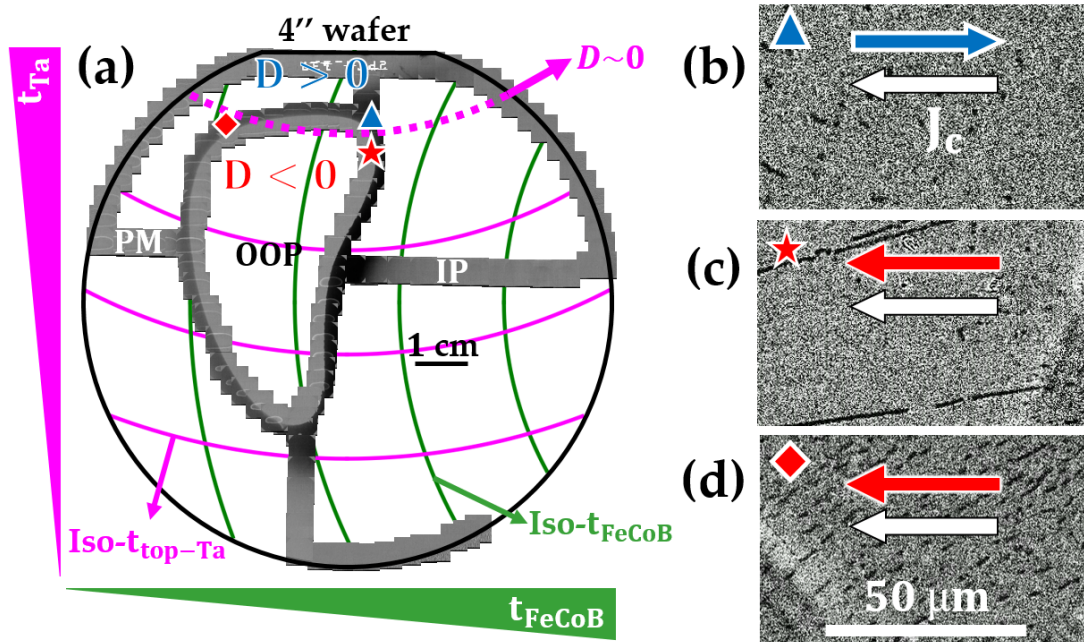 (a)
4″ wafer
t_Ta
D > 0
D~0
D < 0
PM
OOP
IP
1 cm
Iso-t_top−Ta
Iso-t_FeCoB
t_FeCoB
(b)
J_c
(c)
(d)
50 μm